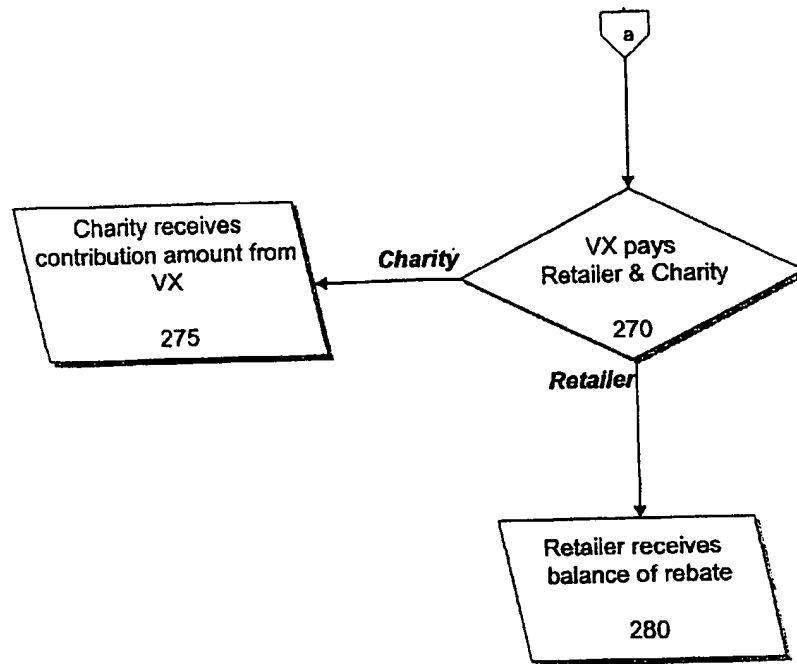 a
VX pays
Retailer & Charity
270
Charity
Charity receives
contribution amount from
VX
275
Retailer
Retailer receives
balance of rebate
280